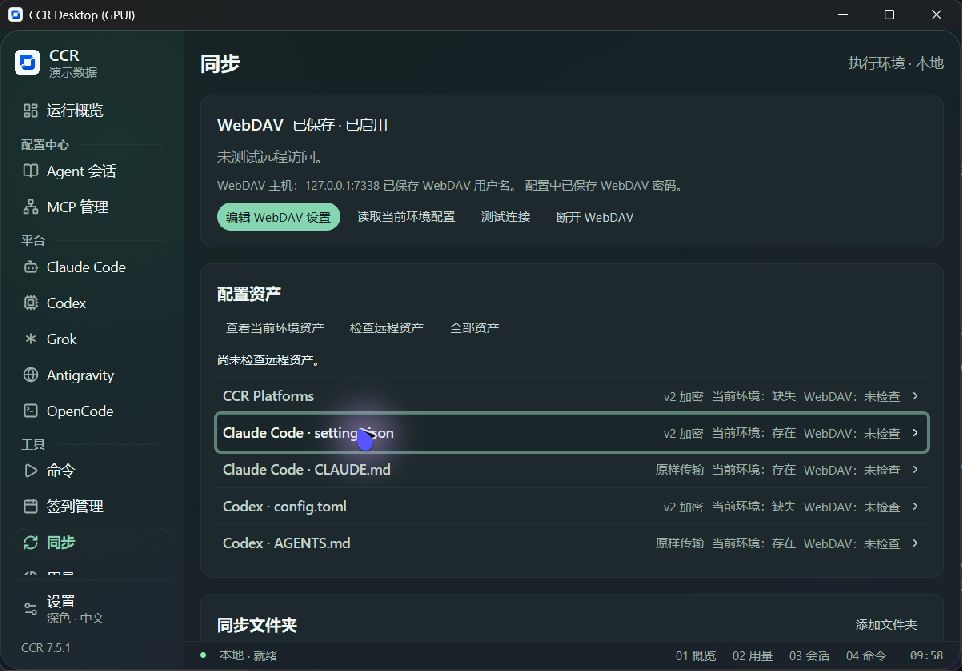 CCR Desktop (GPUI)
CCR
演示数据
运行概览
配置中心
Agent 会话
MCP 管理
平台
Claude Code
Codex
Grok
Antigravity
OpenCode
工具
命令
签到管理
同步
设置
深色 · 中文
CCR 7.5.1
同步
执行环境 · 本地
WebDAV 已保存 · 已启用
未测试远程访问。
WebDAV 主机: 127.0.0.1:7338 已保存 WebDAV 用户名。 配置中已保存 WebDAV 密码。
编辑 WebDAV 设置 读取当前环境配置 测试连接 断开 WebDAV
配置资产
查看当前环境资产 检查远程资产 全部资产
尚未检查远程资产。
CCR Platforms v2 加密 当前环境: 缺失 WebDAV: 未检查
Claude Code · v2 加密 当前环境: 存在 WebDAV: 未检查
Claude Code · CLAUDE.md 原样传输 当前环境: 存在 WebDAV: 未检查
Codex · config.toml v2 加密 当前环境: 缺失 WebDAV: 未检查
Codex · AGENTS.md 原样传输 当前环境: 存在 WebDAV: 未检查
同步文件夹 添加文件夹
本地 · 就绪 01 概览 02 用量 03 会话 04 命令 09:58